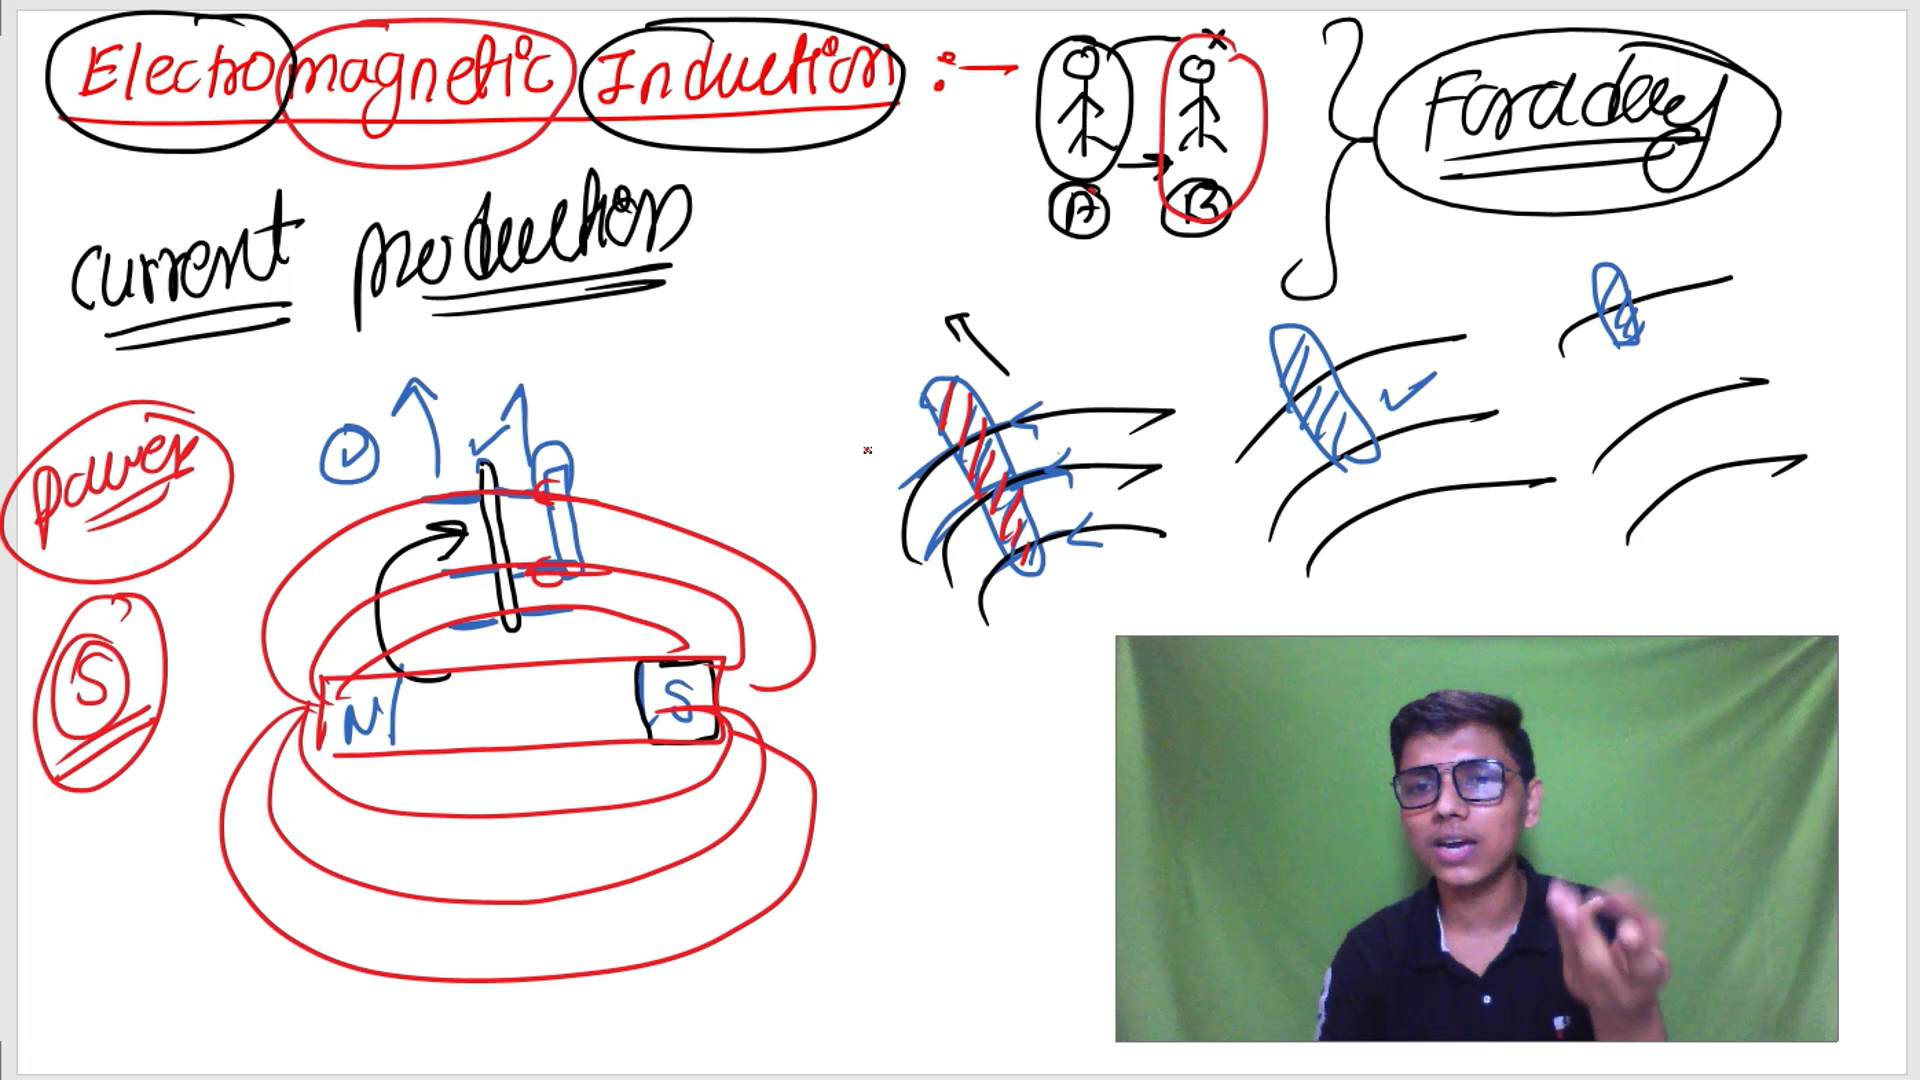 Electromagnetic Induction :-
A B
Faraday
current production
power
S
N S